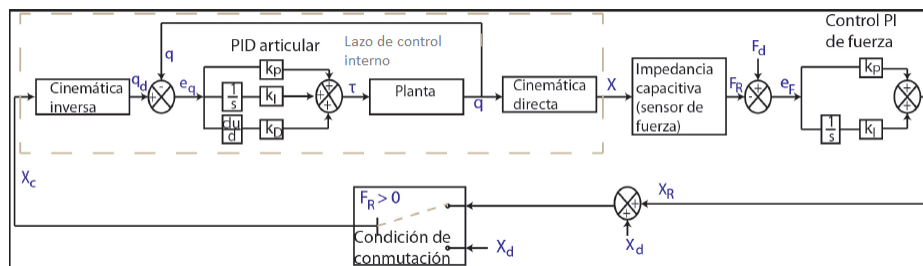 Control PI
de fuerza
PID articular
Lazo de control
interno
q
kp
Cinemática
inversa
q_d
e_q
1
s
k_I
τ
Planta
q
Cinemática
directa
X
Impedancia
capacitiva
(sensor de
fuerza)
F_R
F_d
e_F
kp
du
d
k_D
1
s
k_I
X_c
F_R > 0
Condición de
conmutación
X_d
X_R
X_d